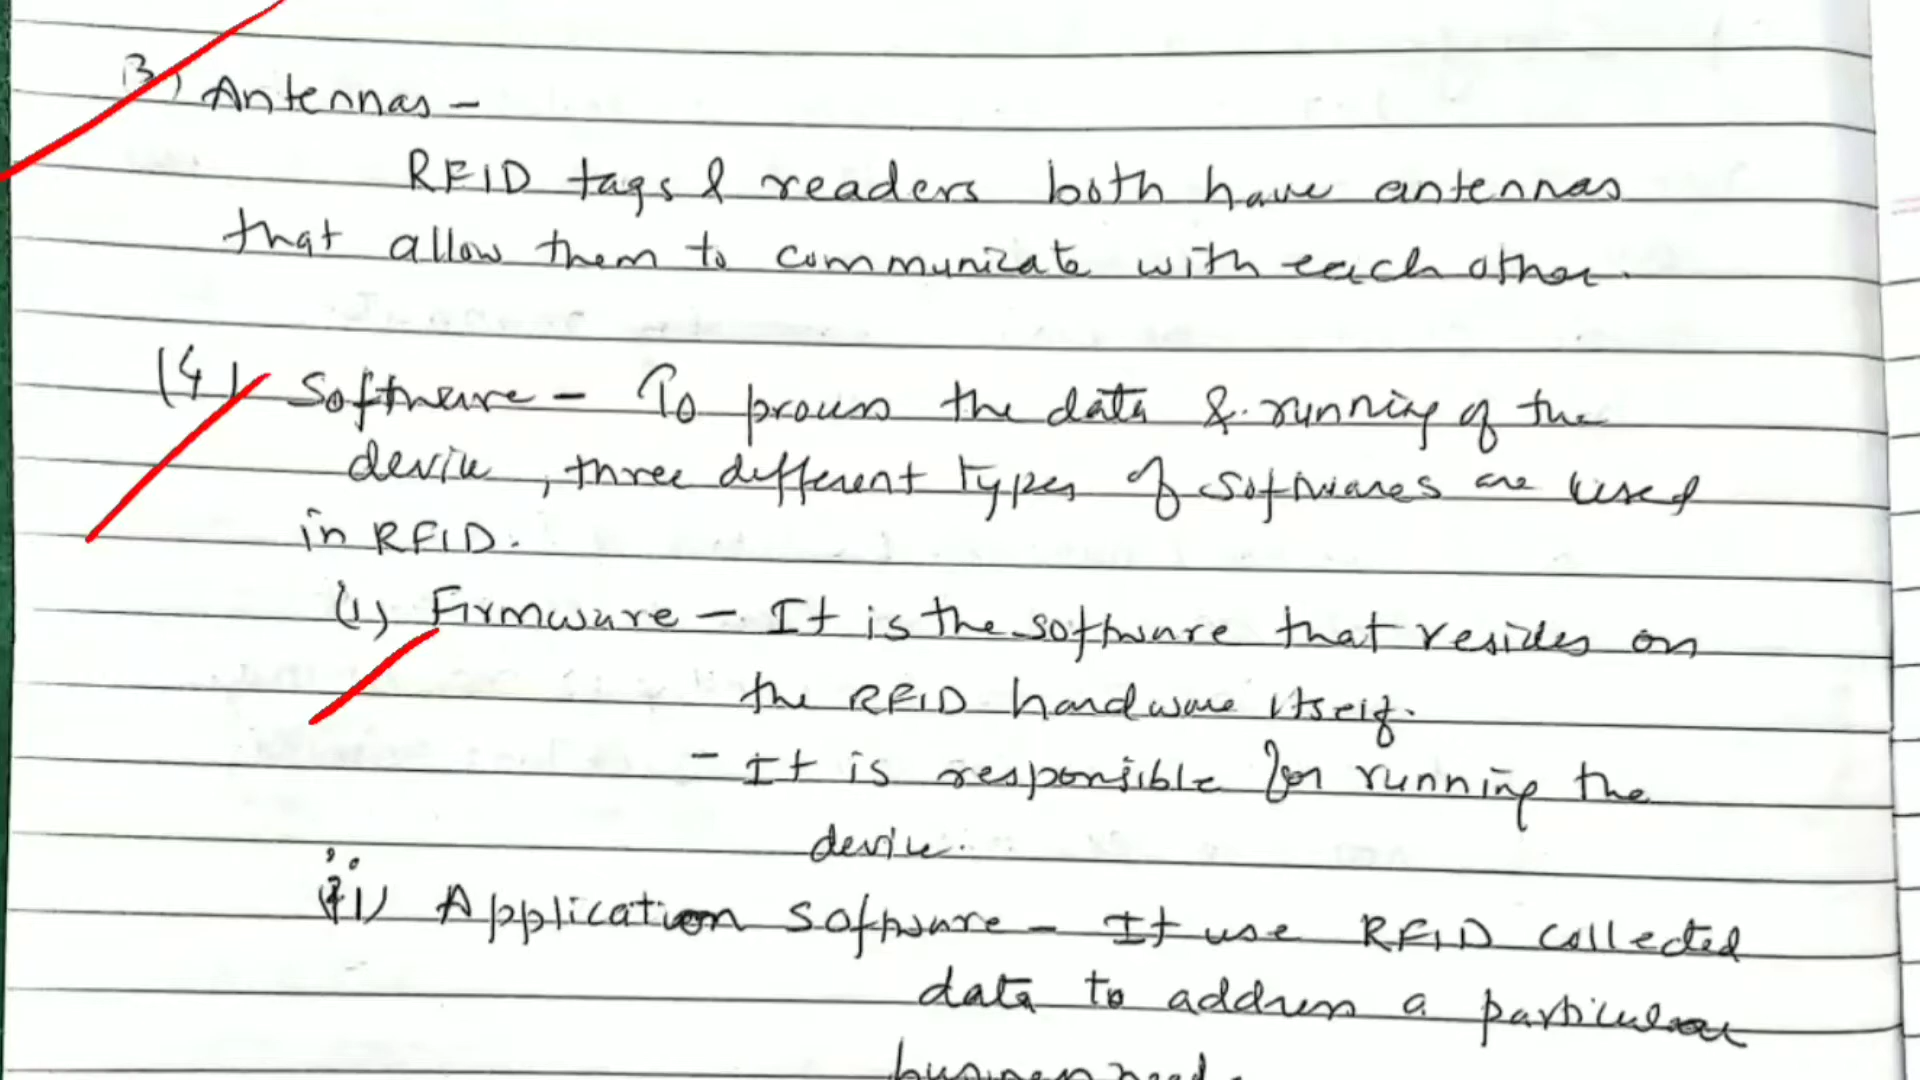 3) Antennas -
RFID tags & readers both have antennas
that allow them to communicate with each other.
(4) Software - To process the data & running of the
device, three different types of softwares are used
in RFID.
(i) Firmware - It is the software that resides on
the RFID hardware itself.
- It is responsible for running the
device.
(ii) Application Software - It use RFID collected
data to address a particular
business need.